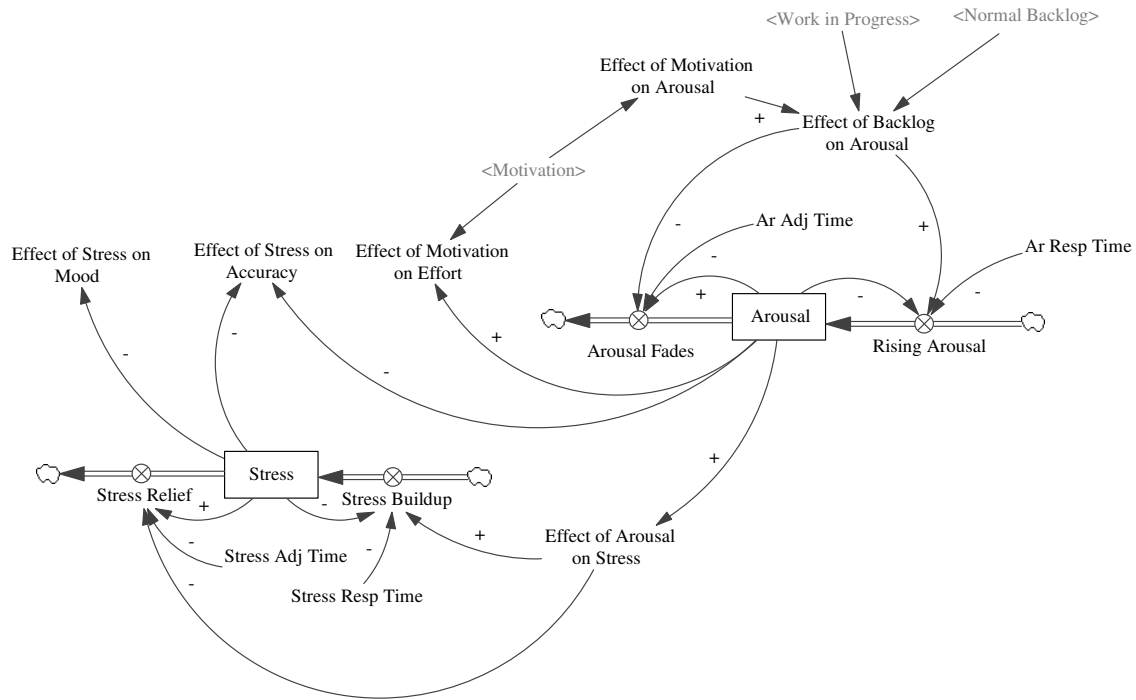 <Work in Progress>
<Normal Backlog>
Effect of Motivation
on Arousal
+
Effect of Backlog
on Arousal
<Motivation>
-
Ar Adj Time
+
Effect of Stress on
Mood
Effect of Stress on
Accuracy
Effect of Motivation
on Effort
-
Ar Resp Time
+
-
-
Arousal
Arousal Fades
Rising Arousal
-
+
-
-
+
Stress
Stress Relief
Stress Buildup
+
-
Effect of Arousal
on Stress
+
-
-
Stress Adj Time
-
Stress Resp Time